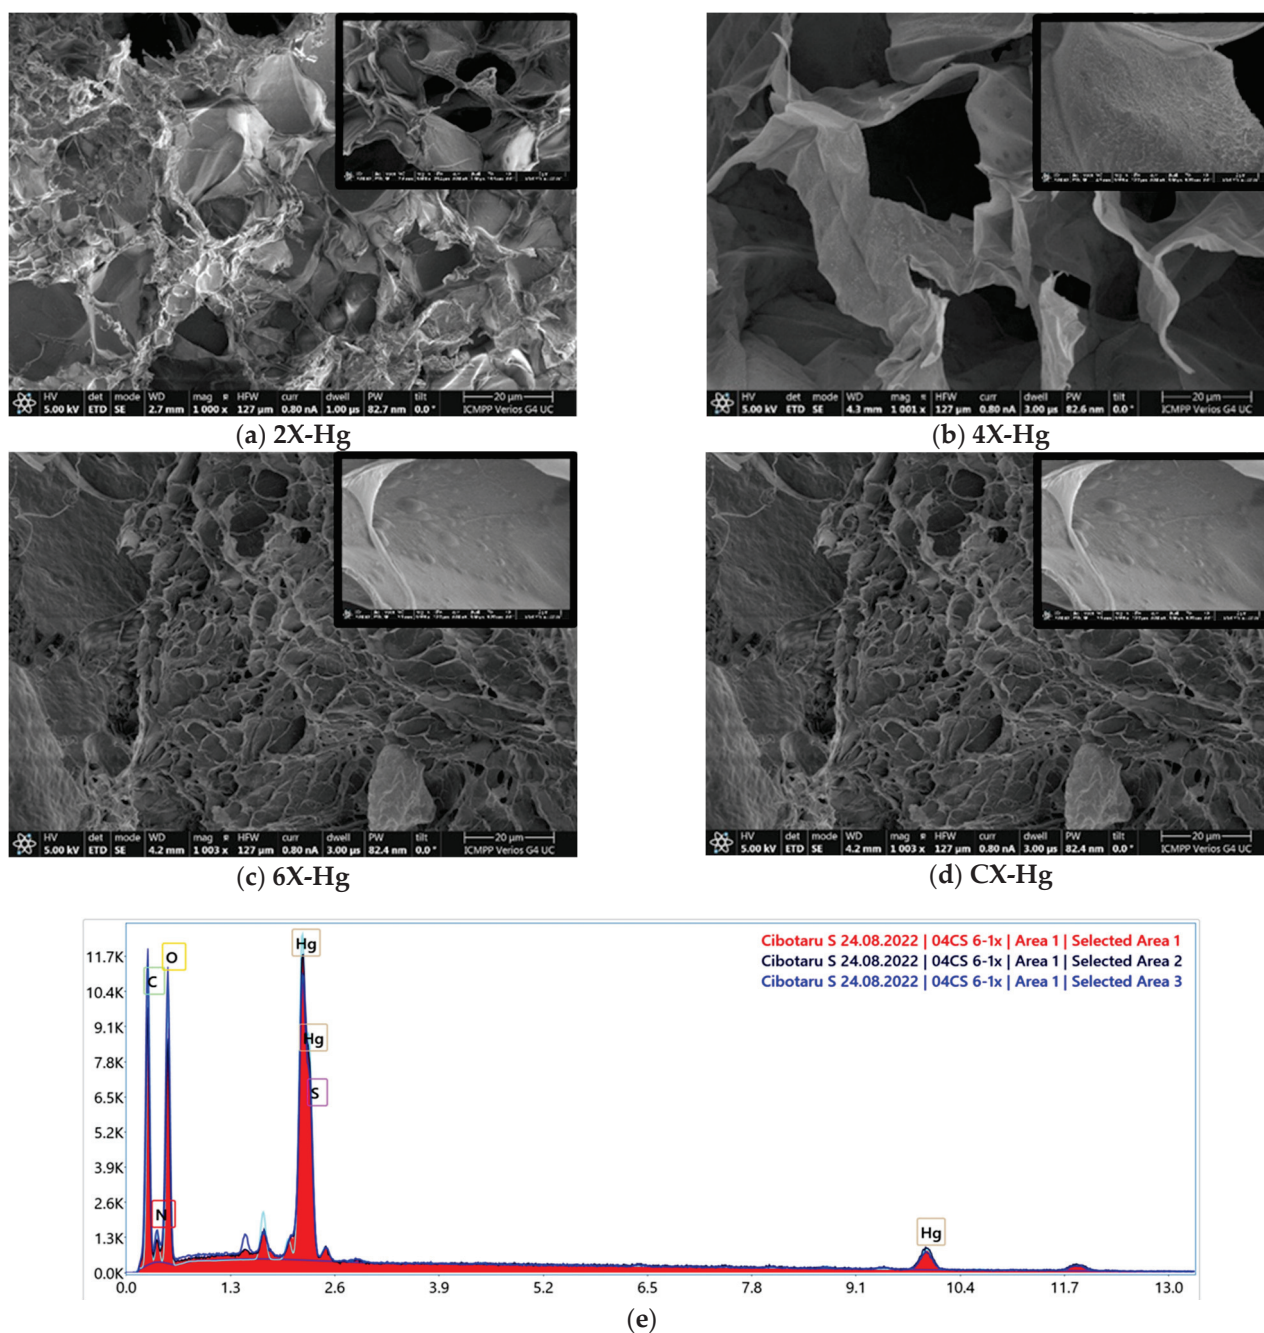 HV det mode WD mag HFW curr dwell PW tilt 20 µm
5.00 kV ETD SE 2.7 mm 1 000 x 127 µm 0.80 nA 1.00 µs 82.7 nm 0.0 ° ICMPP Verios G4 UC
(a) 2X-Hg
HV det mode WD mag HFW curr dwell PW tilt 20 µm
5.00 kV ETD SE 4.3 mm 1 001 x 127 µm 0.80 nA 3.00 µs 82.6 nm 0.0 ° ICMPP Verios G4 UC
(b) 4X-Hg
HV det mode WD mag HFW curr dwell PW tilt 20 µm
5.00 kV ETD SE 4.2 mm 1 003 x 127 µm 0.80 nA 3.00 µs 82.4 nm 0.0 ° ICMPP Verios G4 UC
(c) 6X-Hg
HV det mode WD mag HFW curr dwell PW tilt 20 µm
5.00 kV ETD SE 4.2 mm 1 003 x 127 µm 0.80 nA 3.00 µs 82.4 nm 0.0 ° ICMPP Verios G4 UC
(d) CX-Hg
Cibotaru S 24.08.2022 | 04CS 6-1x | Area 1 | Selected Area 1
Cibotaru S 24.08.2022 | 04CS 6-1x | Area 1 | Selected Area 2
Cibotaru S 24.08.2022 | 04CS 6-1x | Area 1 | Selected Area 3
Hg
O
C
Hg
S
N
Hg
11.7K
10.4K
9.1K
7.8K
6.5K
5.2K
3.9K
2.6K
1.3K
0.0K
0.0 1.3 2.6 3.9 5.2 6.5 7.8 9.1 10.4 11.7 13.0
(e)